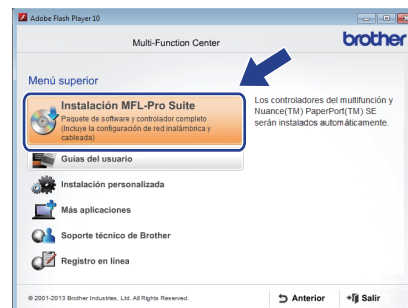 Adobe Flash Player 10
Multi-Function Center
brother
Menú superior
Instalación MFL-Pro Suite
Paquete de software y controlador completo
(Incluye la configuración de red inalámbrica y
cableada)
Los controladores del multifunción y
Nuance(TM) PaperPort(TM) SE
serán instalados automáticamente.
Guías del usuario
Instalación personalizada
Más aplicaciones
Soporte técnico de Brother
Registro en línea
© 2001-2013 Brother Industries, Ltd. All Rights Reserved.
Anterior
Salir